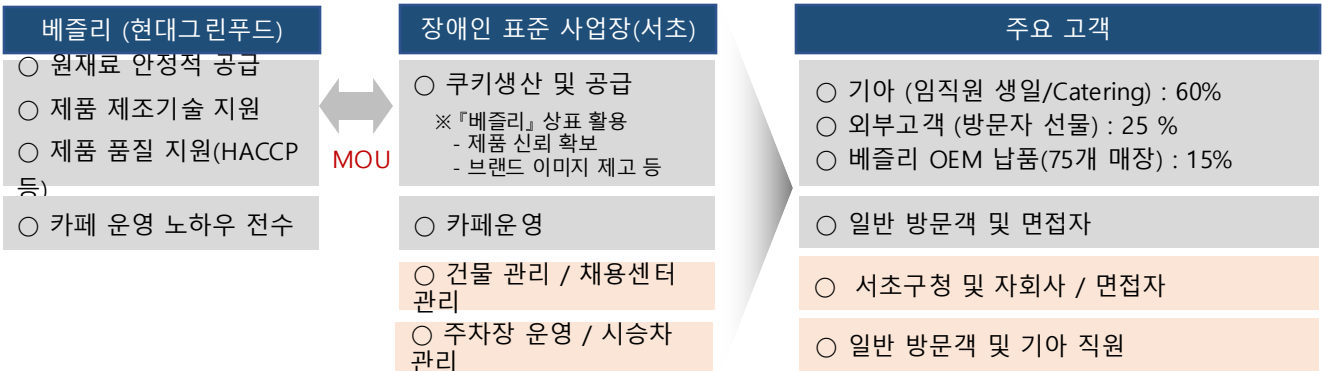 베즐리 (현대그린푸드)
○ 원재료 안정적 공급
○ 제품 제조기술 지원
○ 제품 품질 지원(HACCP
등)
○ 카페 운영 노하우 전수
MOU
장애인 표준 사업장(서초)
○ 쿠키생산 및 공급
※『베즐리』 상표 활용
- 제품 신뢰 확보
- 브랜드 이미지 제고 등
○ 카페운영
○ 건물 관리 / 채용센터
관리
○ 주차장 운영 / 시승차
관리
주요 고객
○ 기아 (임직원 생일/Catering) : 60%
○ 외부고객 (방문자 선물) : 25 %
○ 베즐리 OEM 납품(75개 매장) : 15%
○ 일반 방문객 및 면접자
○ 서초구청 및 자회사 / 면접자
○ 일반 방문객 및 기아 직원